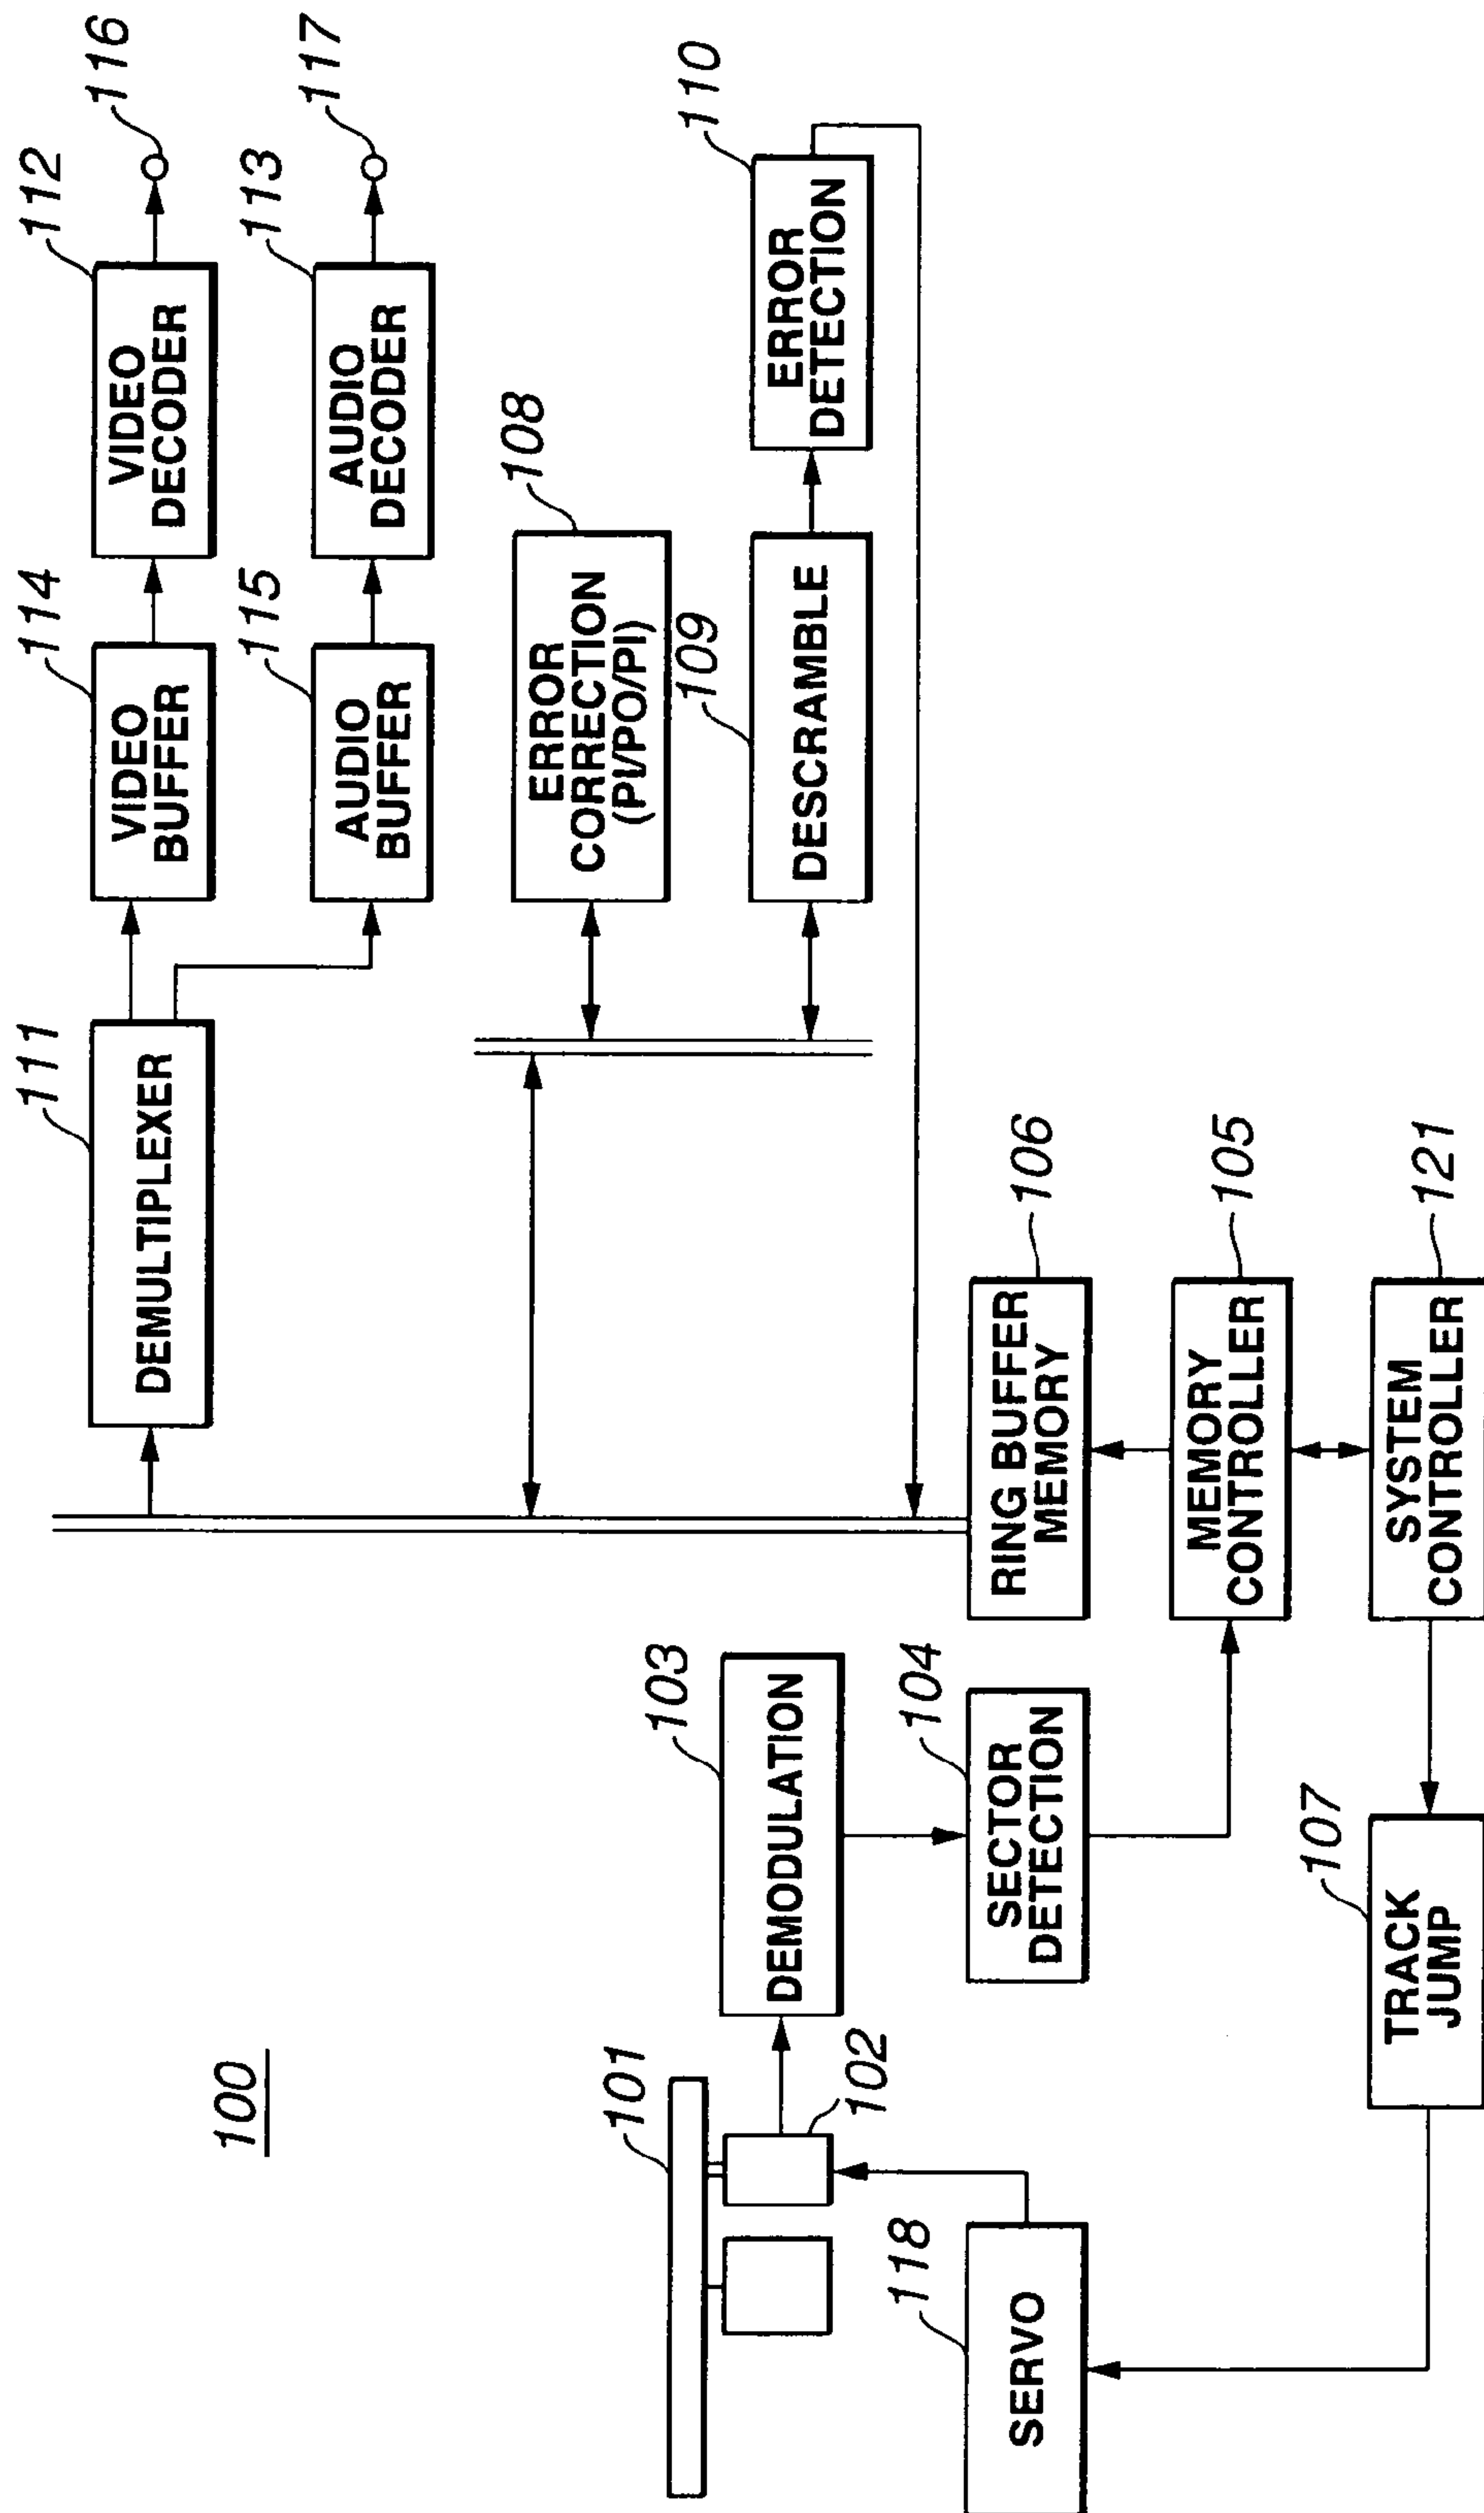 100
101
102
103
DEMODULATION
104
SECTOR
DETECTION
118
SERVO
107
TRACK
JUMP
111
DEMULTIPLEXER
114
VIDEO
BUFFER
112
VIDEO
DECODER
116
115
AUDIO
BUFFER
113
AUDIO
DECODER
117
108
ERROR
CORRECTION
(PI/PO/PI)
109
DESCRAMBLE
110
ERROR
DETECTION
106
RING BUFFER
MEMORY
105
MEMORY
CONTROLLER
121
SYSTEM
CONTROLLER